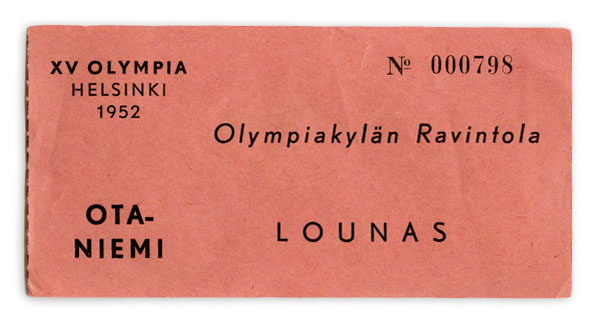 XV OLYMPIA
HELSINKI
1952
№ 000798
Olympiakylän Ravintola
OTA-
NIEMI
LOUNAS